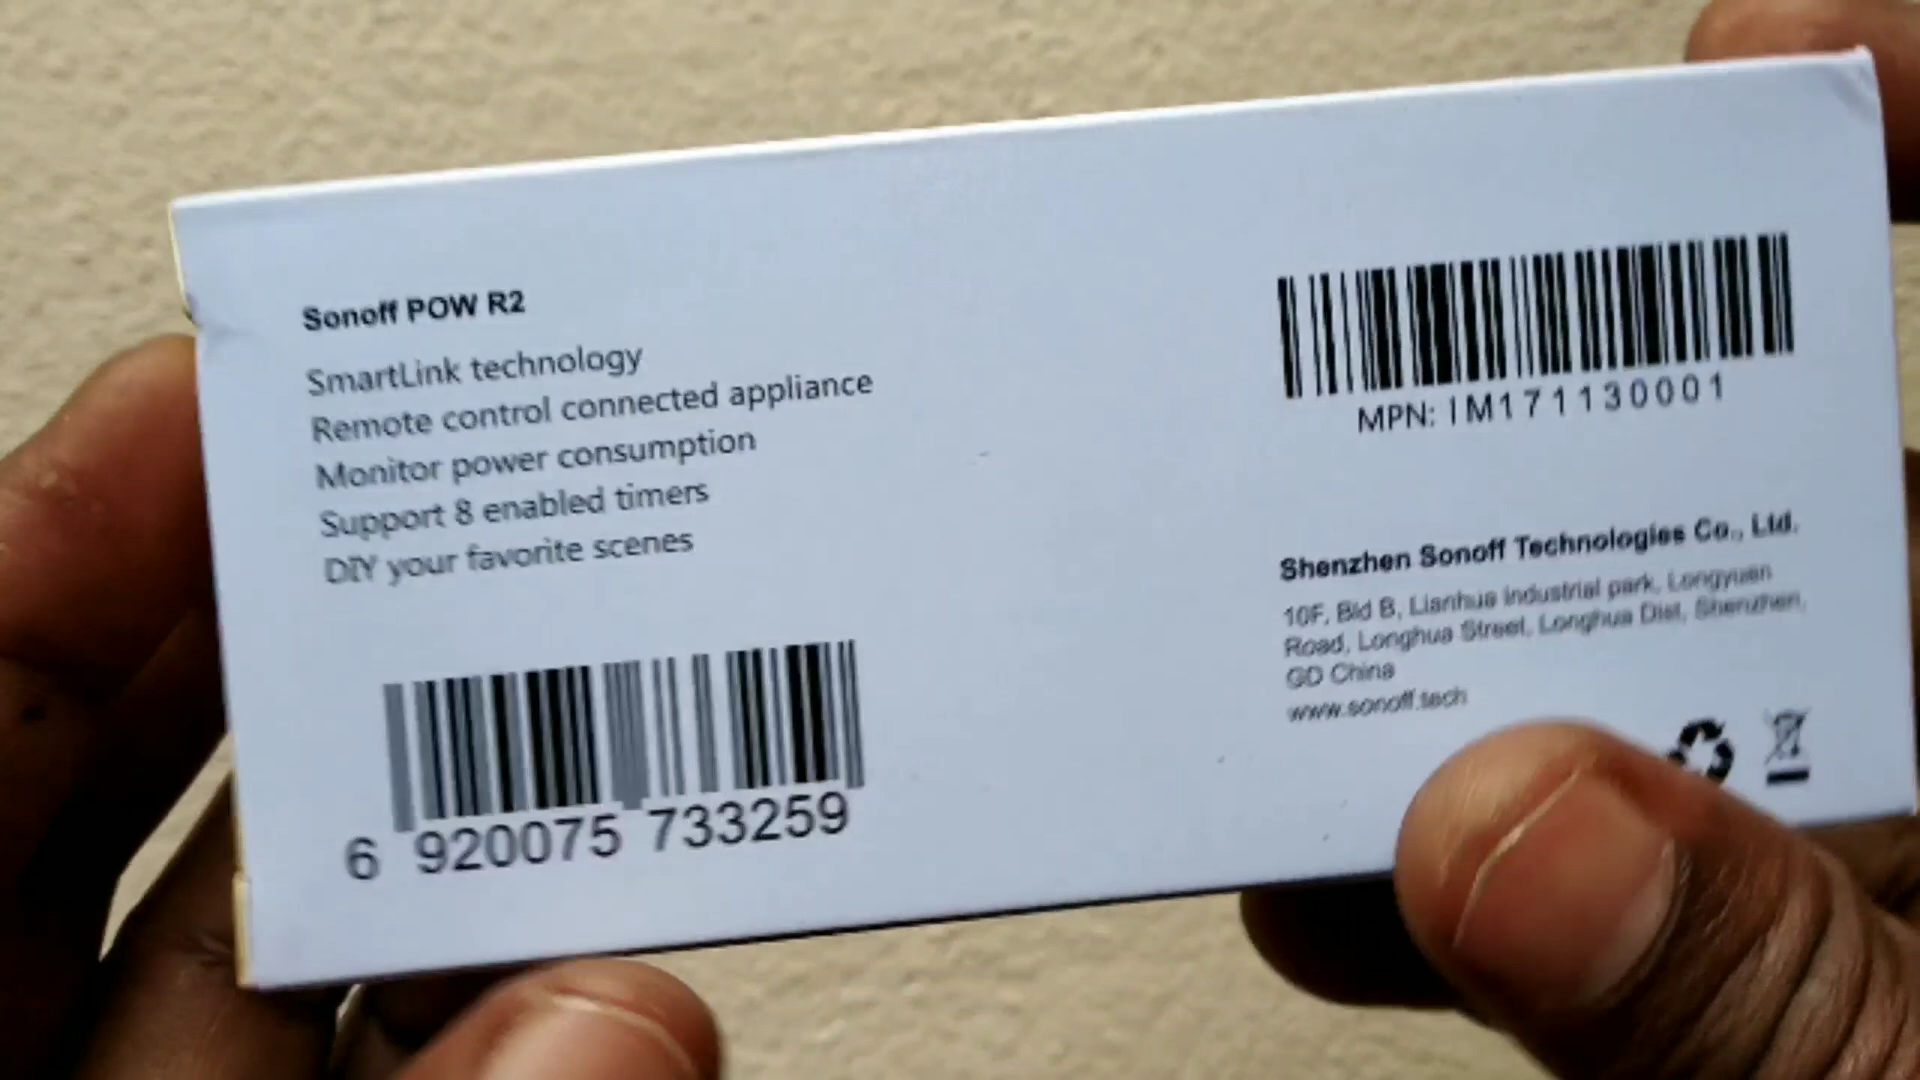 Sonoff POW R2
SmartLink technology
Remote control connected appliance
Monitor power consumption
Support 8 enabled timers
DIY your favorite scenes
6 920075 733259
MPN: IM171130001
Shenzhen Sonoff Technologies Co., Ltd.
10F, Bld B, Lianhua Industrial park, Longyuan
Road, Longhua Street, Longhua Dist, Shenzhen,
GD China
www.sonoff.tech